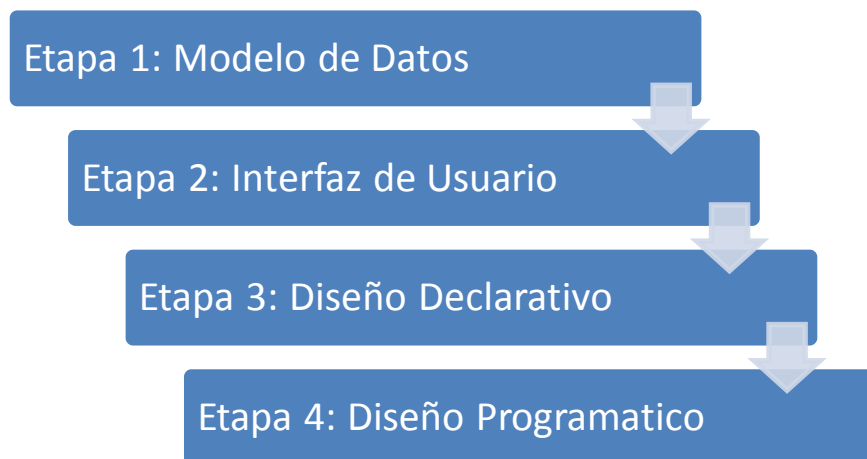 Etapa 1: Modelo de Datos
Etapa 2: Interfaz de Usuario
Etapa 3: Diseño Declarativo
Etapa 4: Diseño Programatico